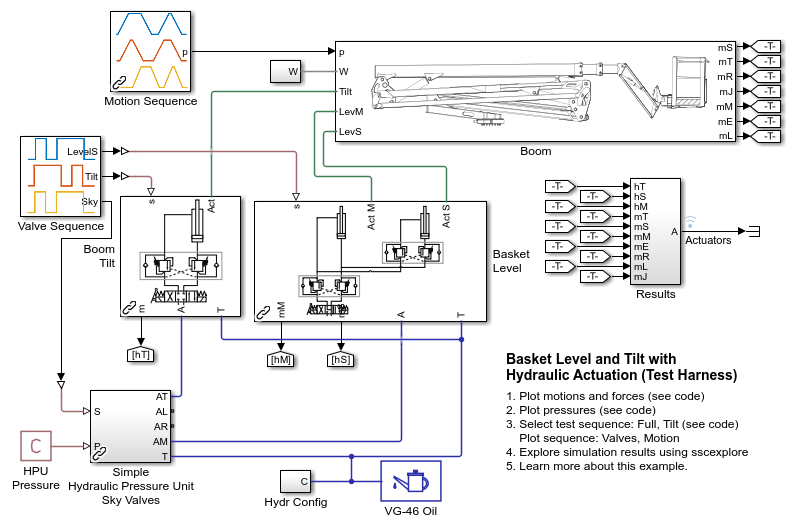 p
Motion Sequence
W
p
W
Tilt
LevM
LevS
Boom
mS
mT
mR
mJ
mM
mE
mL
-T-
-T-
-T-
-T-
-T-
-T-
-T-
LevelS
Tilt
Sky
Valve Sequence
s
Act
Boom
Tilt
m
A
T
[hT]
s
Act M
Act S
Basket
Level
mM
m
A
T
[hM]
[hS]
-T-
-T-
-T-
-T-
-T-
-T-
-T-
-T-
-T-
-T-
hT
hS
hM
mT
mS
mM
mE
mR
mL
mJ
A
Results
Actuators
S
P
AT
AL
AR
AM
T
Simple
Hydraulic Pressure Unit
Sky Valves
C
HPU
Pressure
C
Hydr Config
VG-46 Oil
Basket Level and Tilt with
Hydraulic Actuation (Test Harness)
1. Plot motions and forces (see code)
2. Plot pressures (see code)
3. Select test sequence: Full, Tilt (see code)
Plot sequence: Valves, Motion
4. Explore simulation results using sscexplore
5. Learn more about this example.